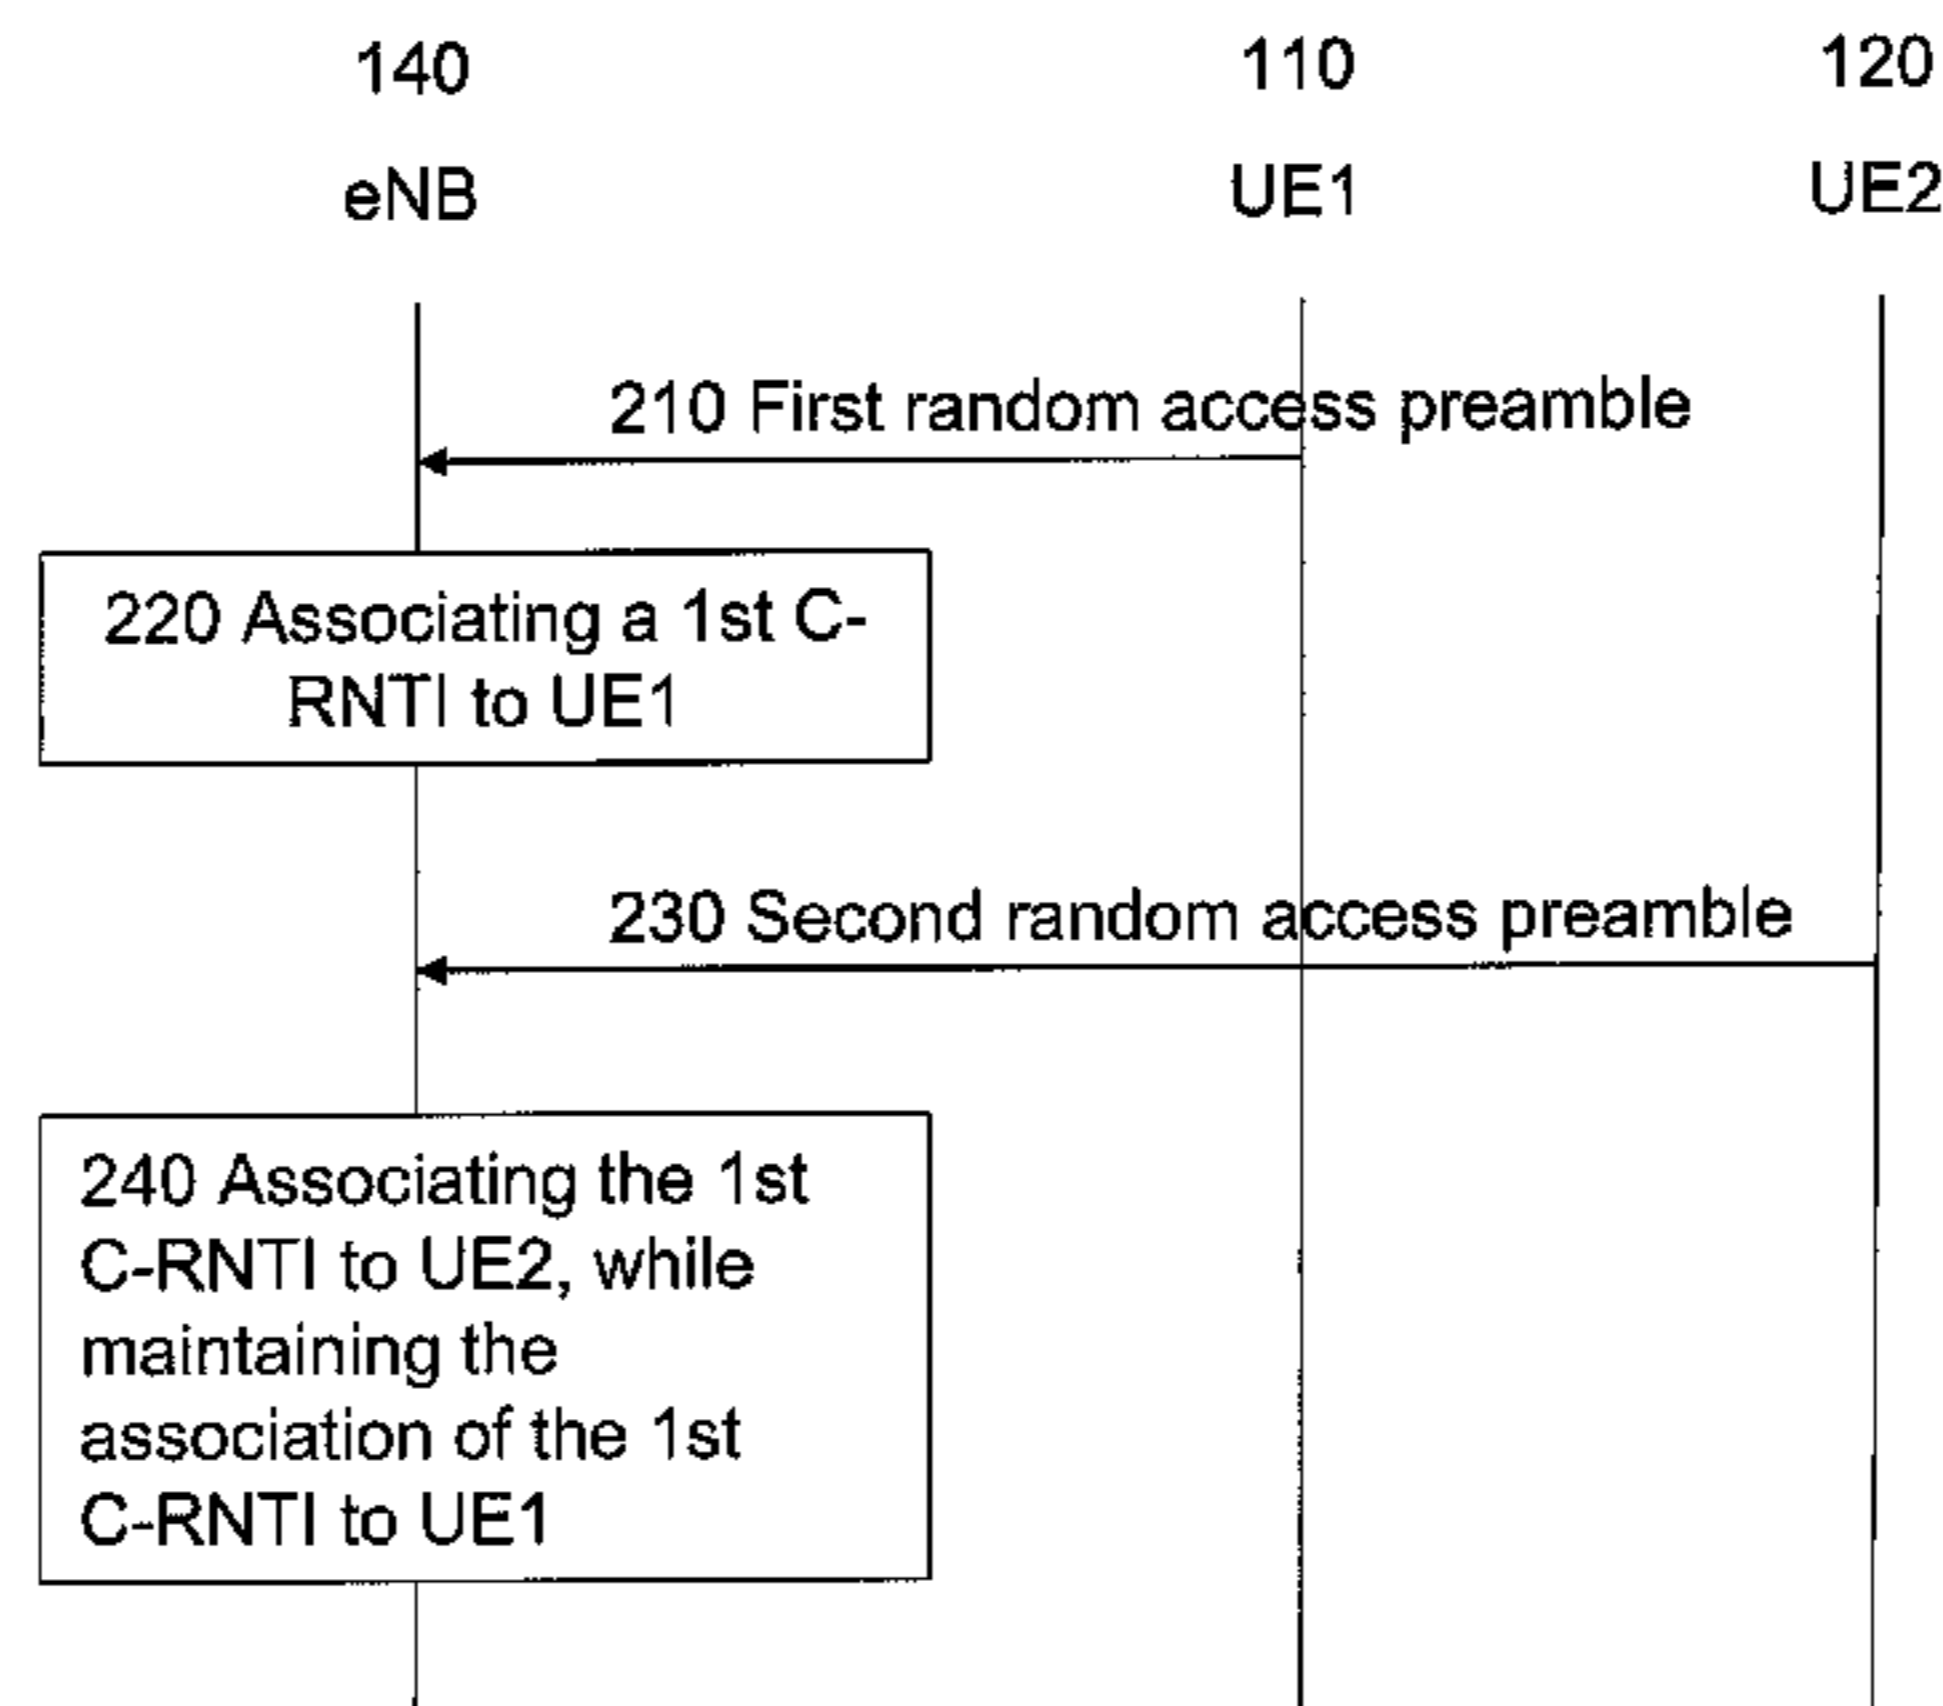 140
110
120
eNB
UE1
UE2
210 First random access preamble
220 Associating a 1st C-
RNTI to UE1
230 Second random access preamble
240 Associating the 1st
C-RNTI to UE2, while
maintaining the
association of the 1st
C-RNTI to UE1